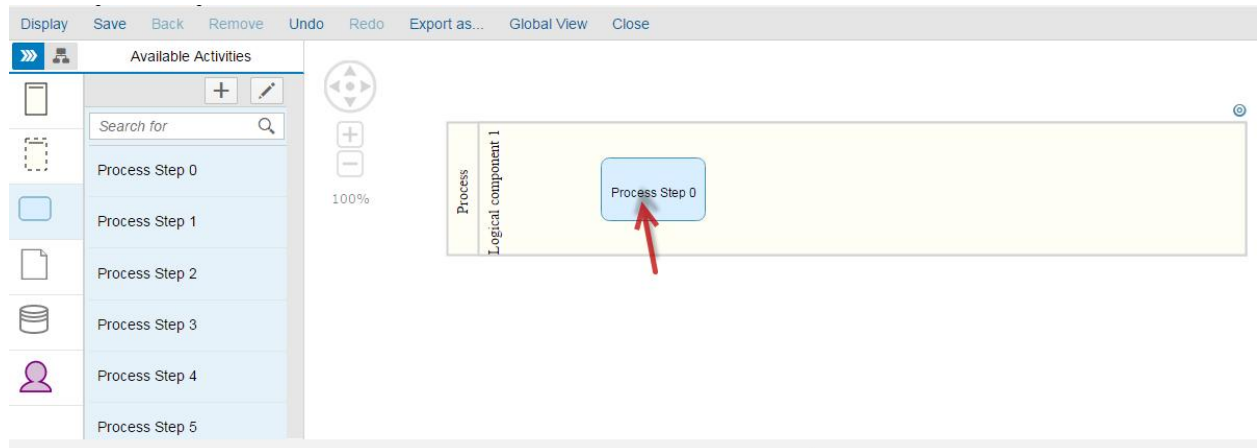 Display Save Back Remove Undo Redo Export as... Global View Close
Available Activities
Search for
Process Step 0
Process Step 1
Process Step 2
Process Step 3
Process Step 4
Process Step 5
100%
Process
Logical component 1
Process Step 0